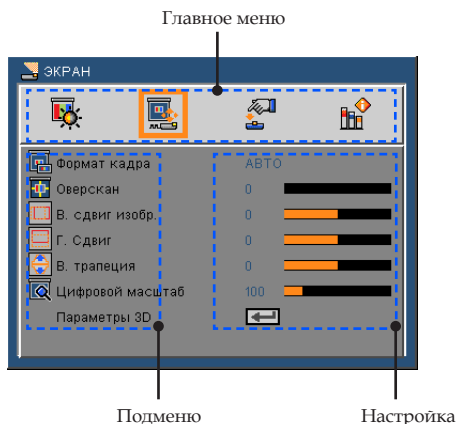 Главное меню
ЭКРАН
Формат кадра АВТО
Оверскан 0
В. сдвиг изобр. 0
Г. Сдвиг 0
В. трапеция 0
Цифровой масштаб 100
Параметры 3D
Подменю Настройка